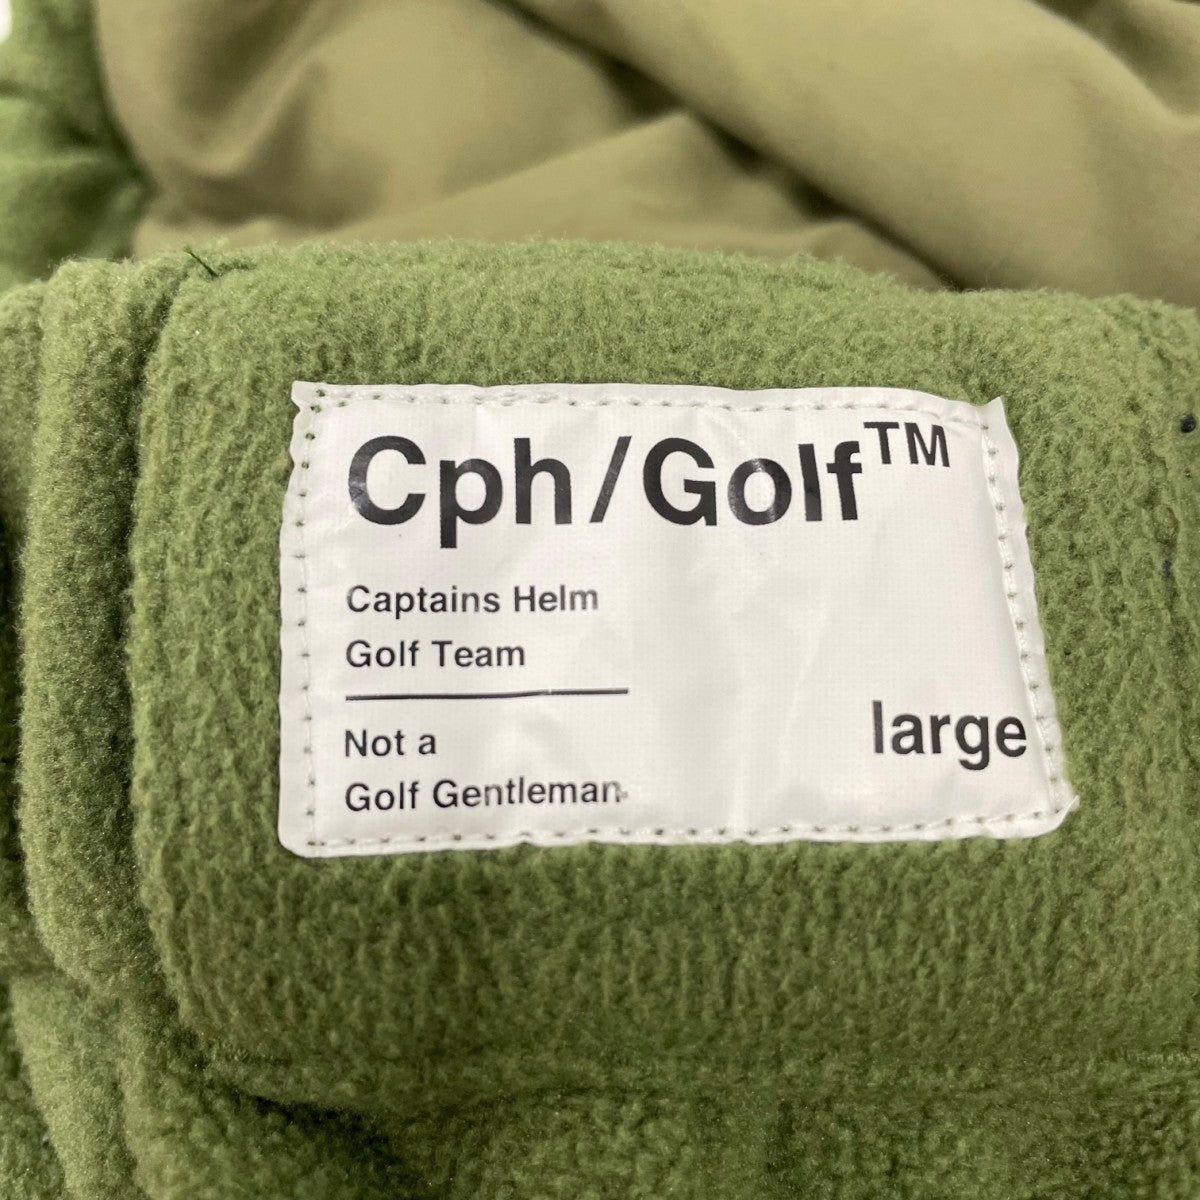 Cph/Golf™
Captains Helm
Golf Team
Not a
Golf Gentleman.
large